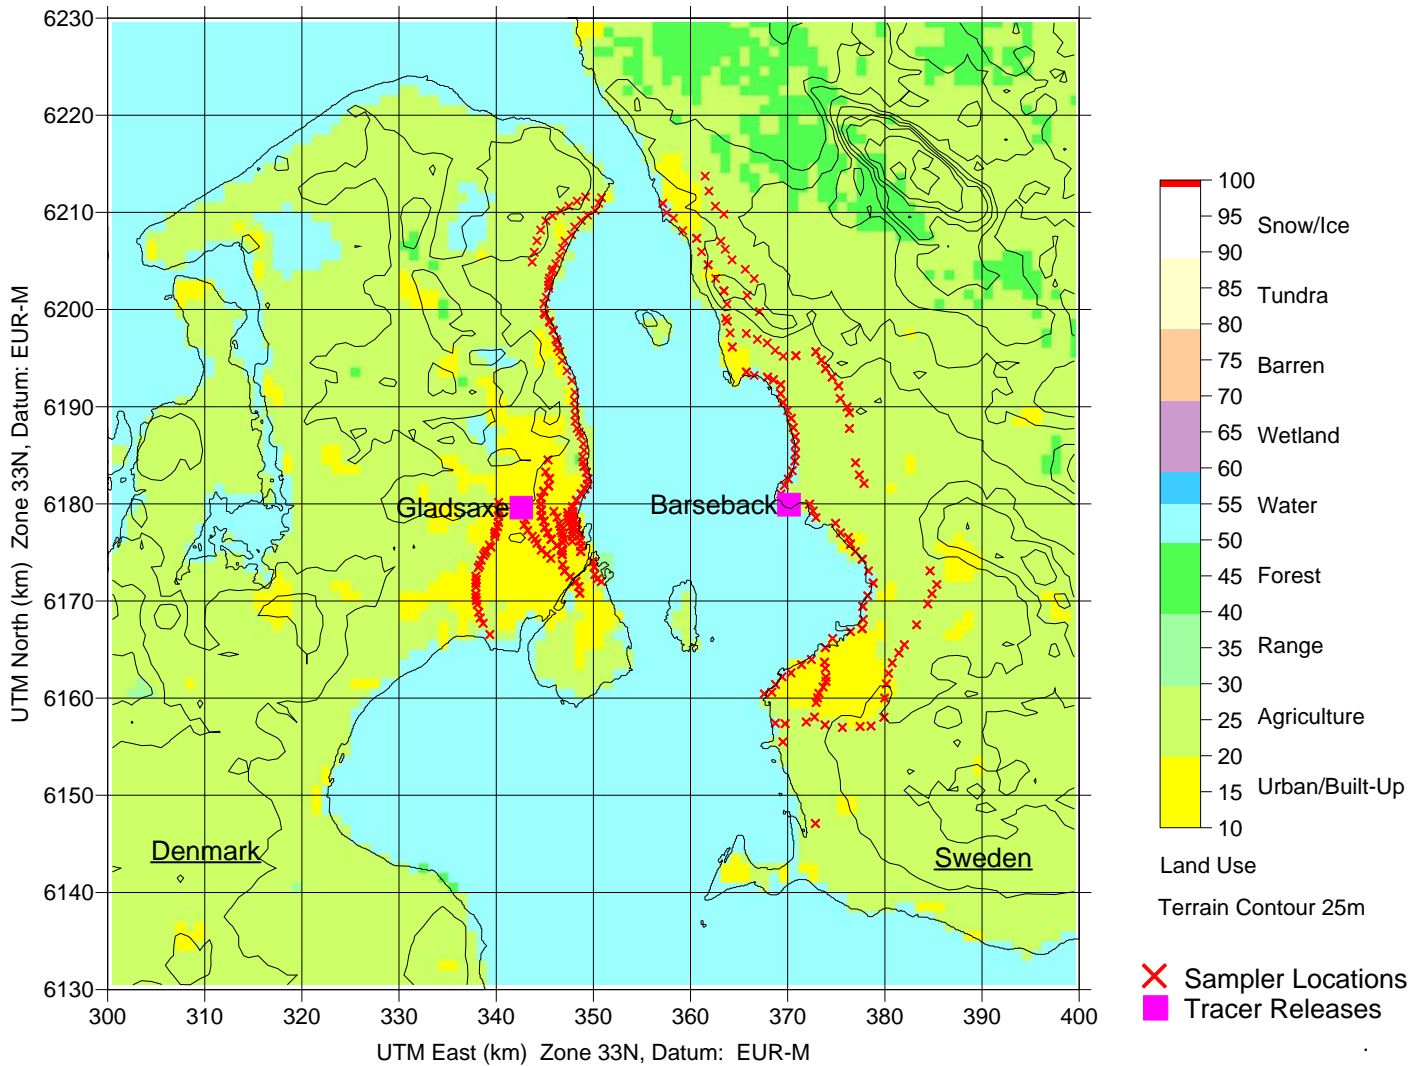 6230
6220
6210
6200
6190
6180
6170
6160
6150
6140
6130
UTM North (km)  Zone 33N, Datum: EUR-M
300 310 320 330 340 350 360 370 380 390 400
UTM East (km)  Zone 33N, Datum:  EUR-M
Gladsaxe
Barseback
Denmark
Sweden
100
95
90
85
80
75
70
65
60
55
50
45
40
35
30
25
20
15
10
Snow/Ice
Tundra
Barren
Wetland
Water
Forest
Range
Agriculture
Urban/Built-Up
Land Use
Terrain Contour 25m
Sampler Locations
Tracer Releases
.